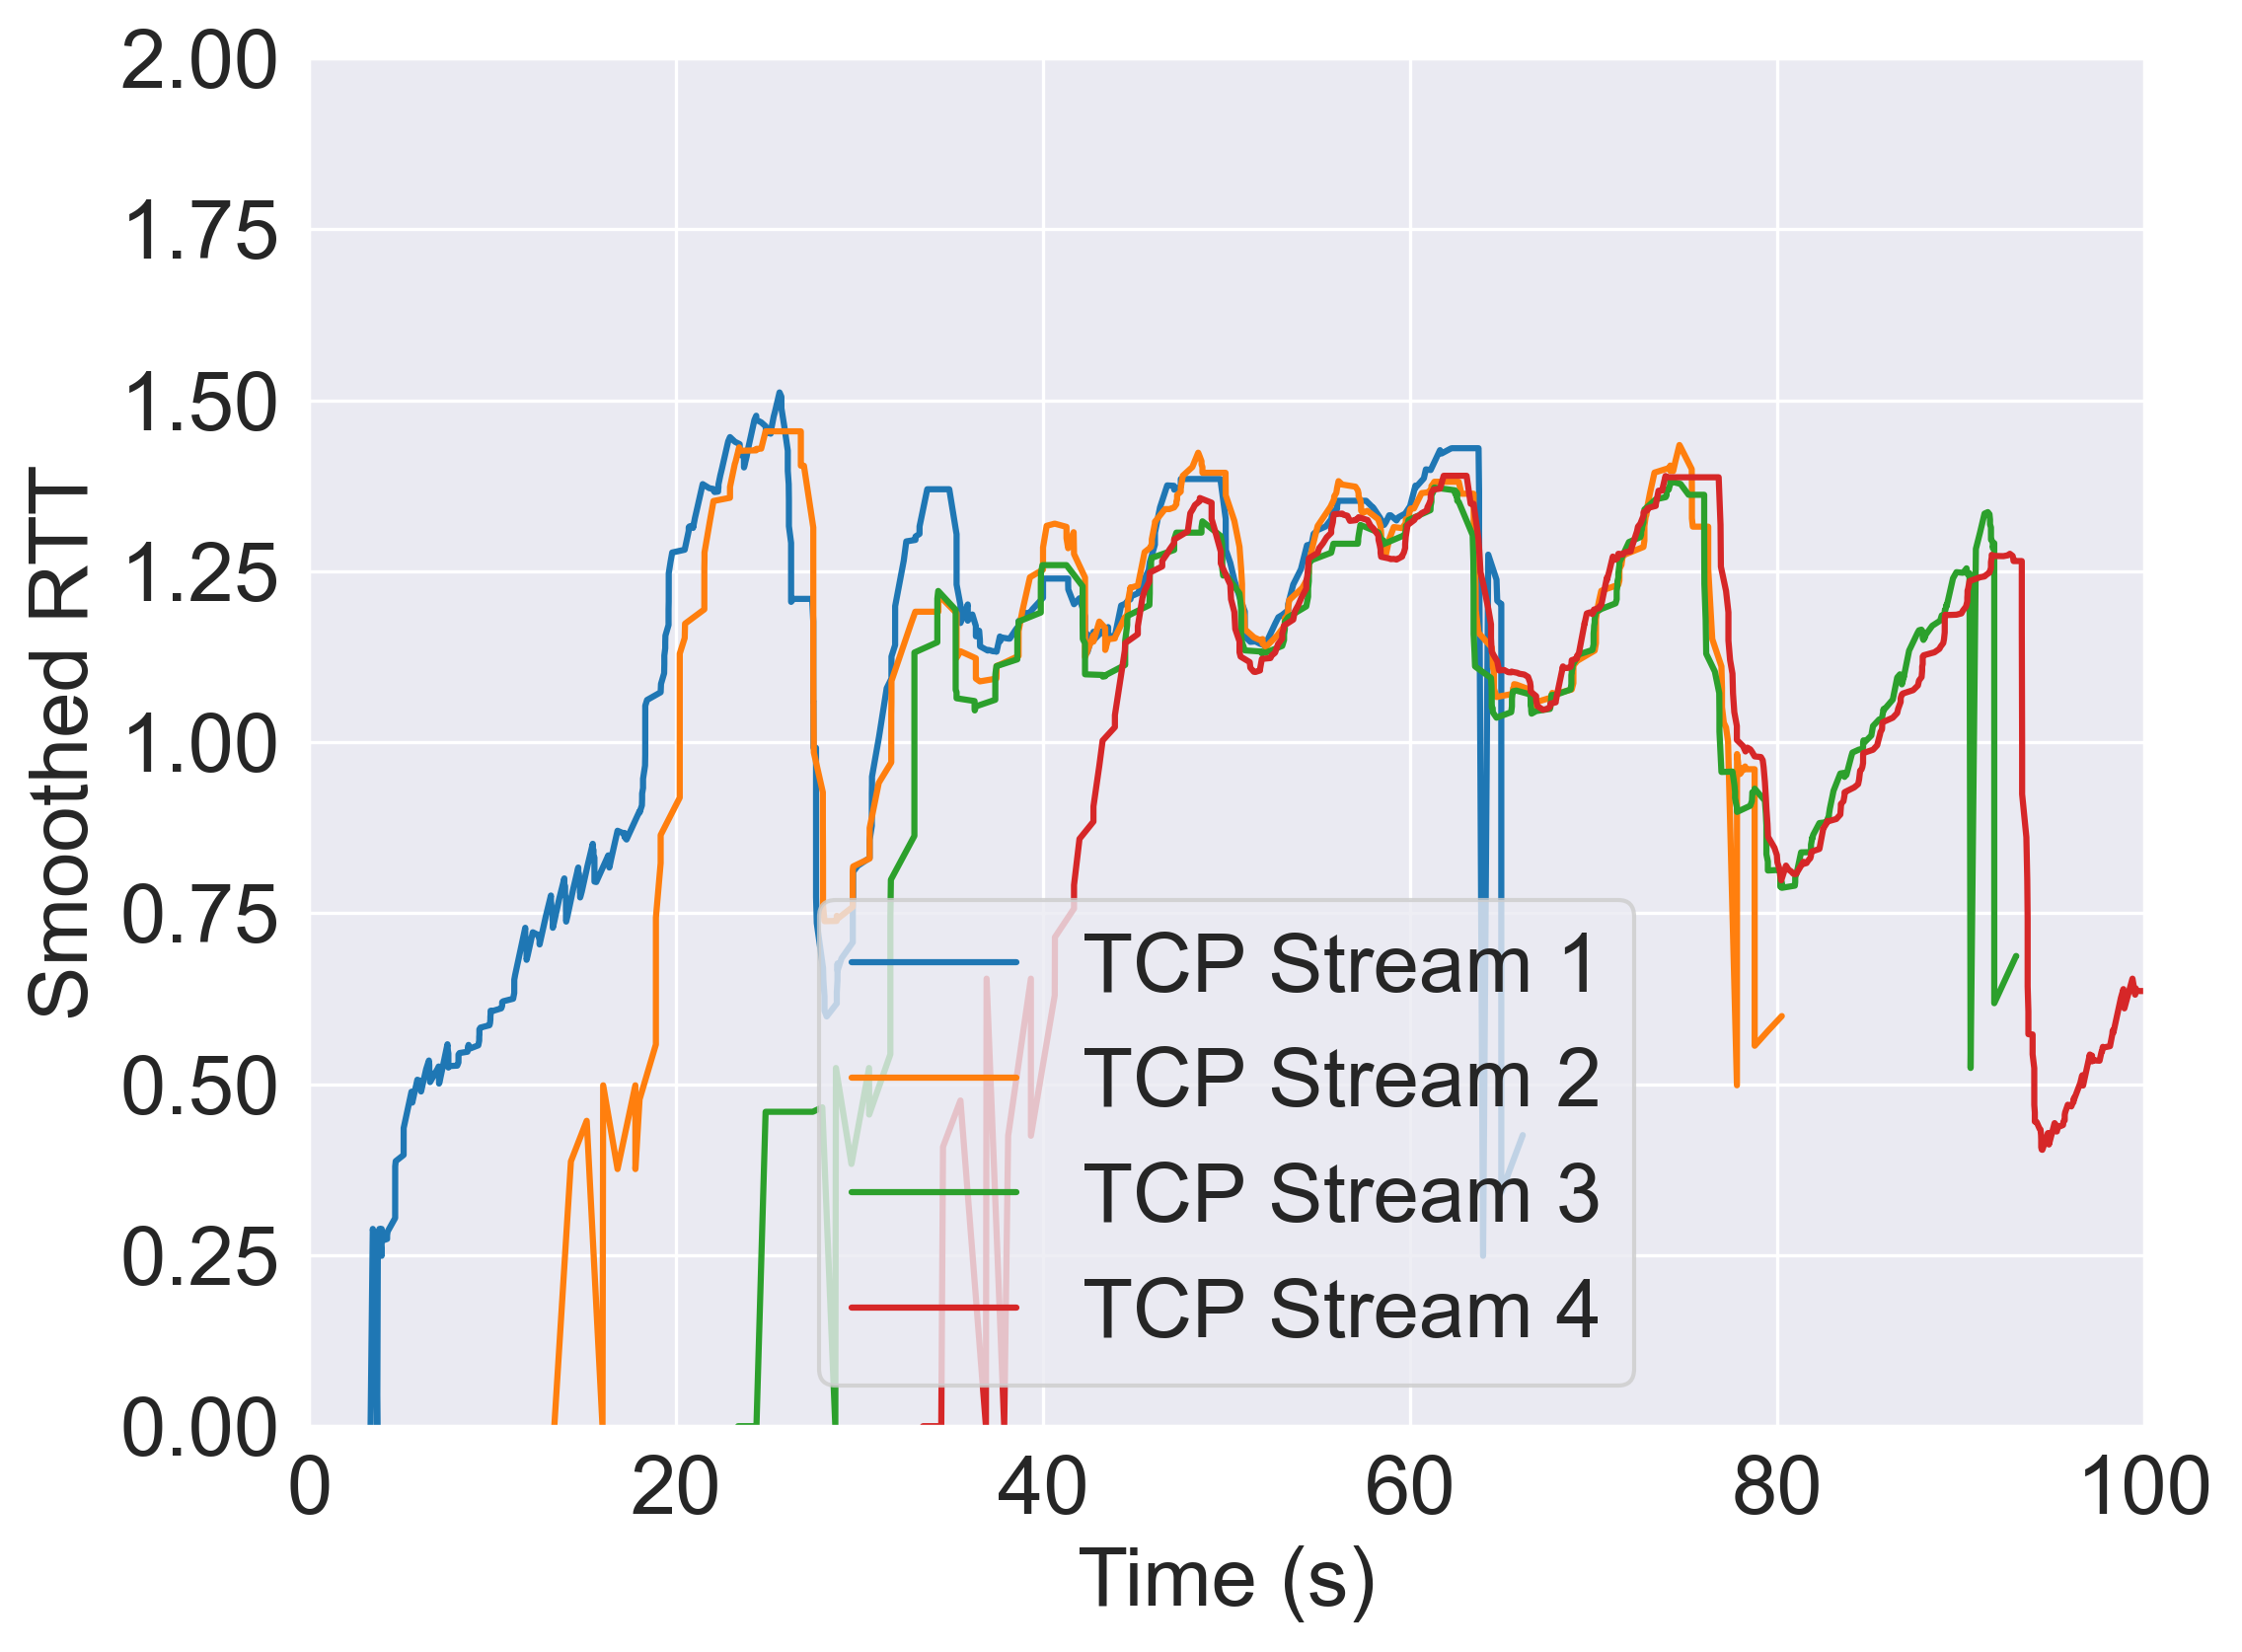 2.00
1.75
1.50
1.25
1.00
0.75
0.50
0.25
0.00
Smoothed RTT
TCP Stream 1
TCP Stream 2
TCP Stream 3
TCP Stream 4
0 20 40 60 80 100
Time (s)